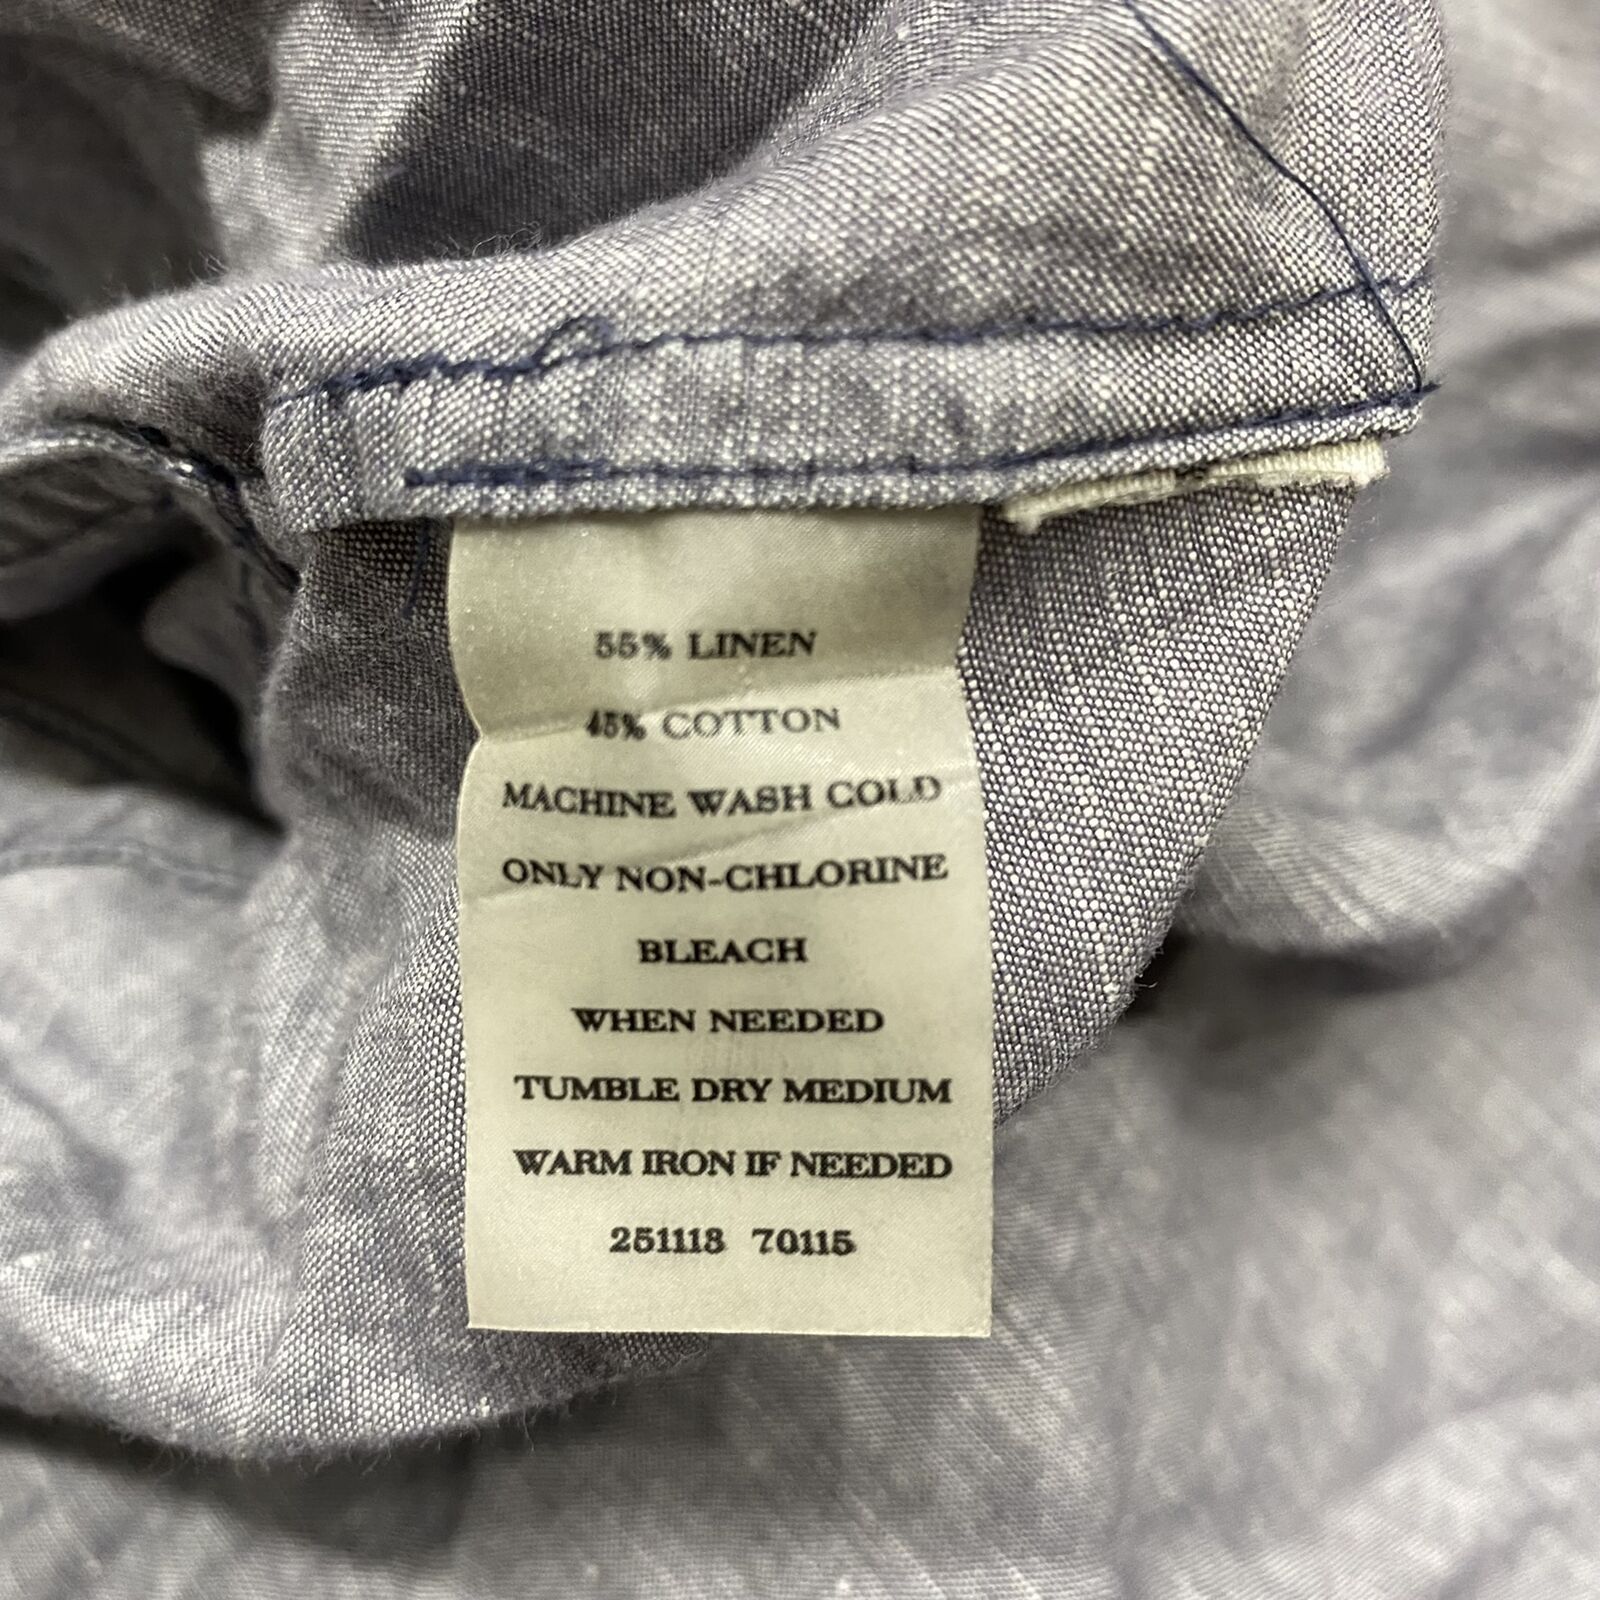 55% LINEN
45% COTTON
MACHINE WASH COLD
ONLY NON-CHLORINE
BLEACH
WHEN NEEDED
TUMBLE DRY MEDIUM
WARM IRON IF NEEDED
251118 70115